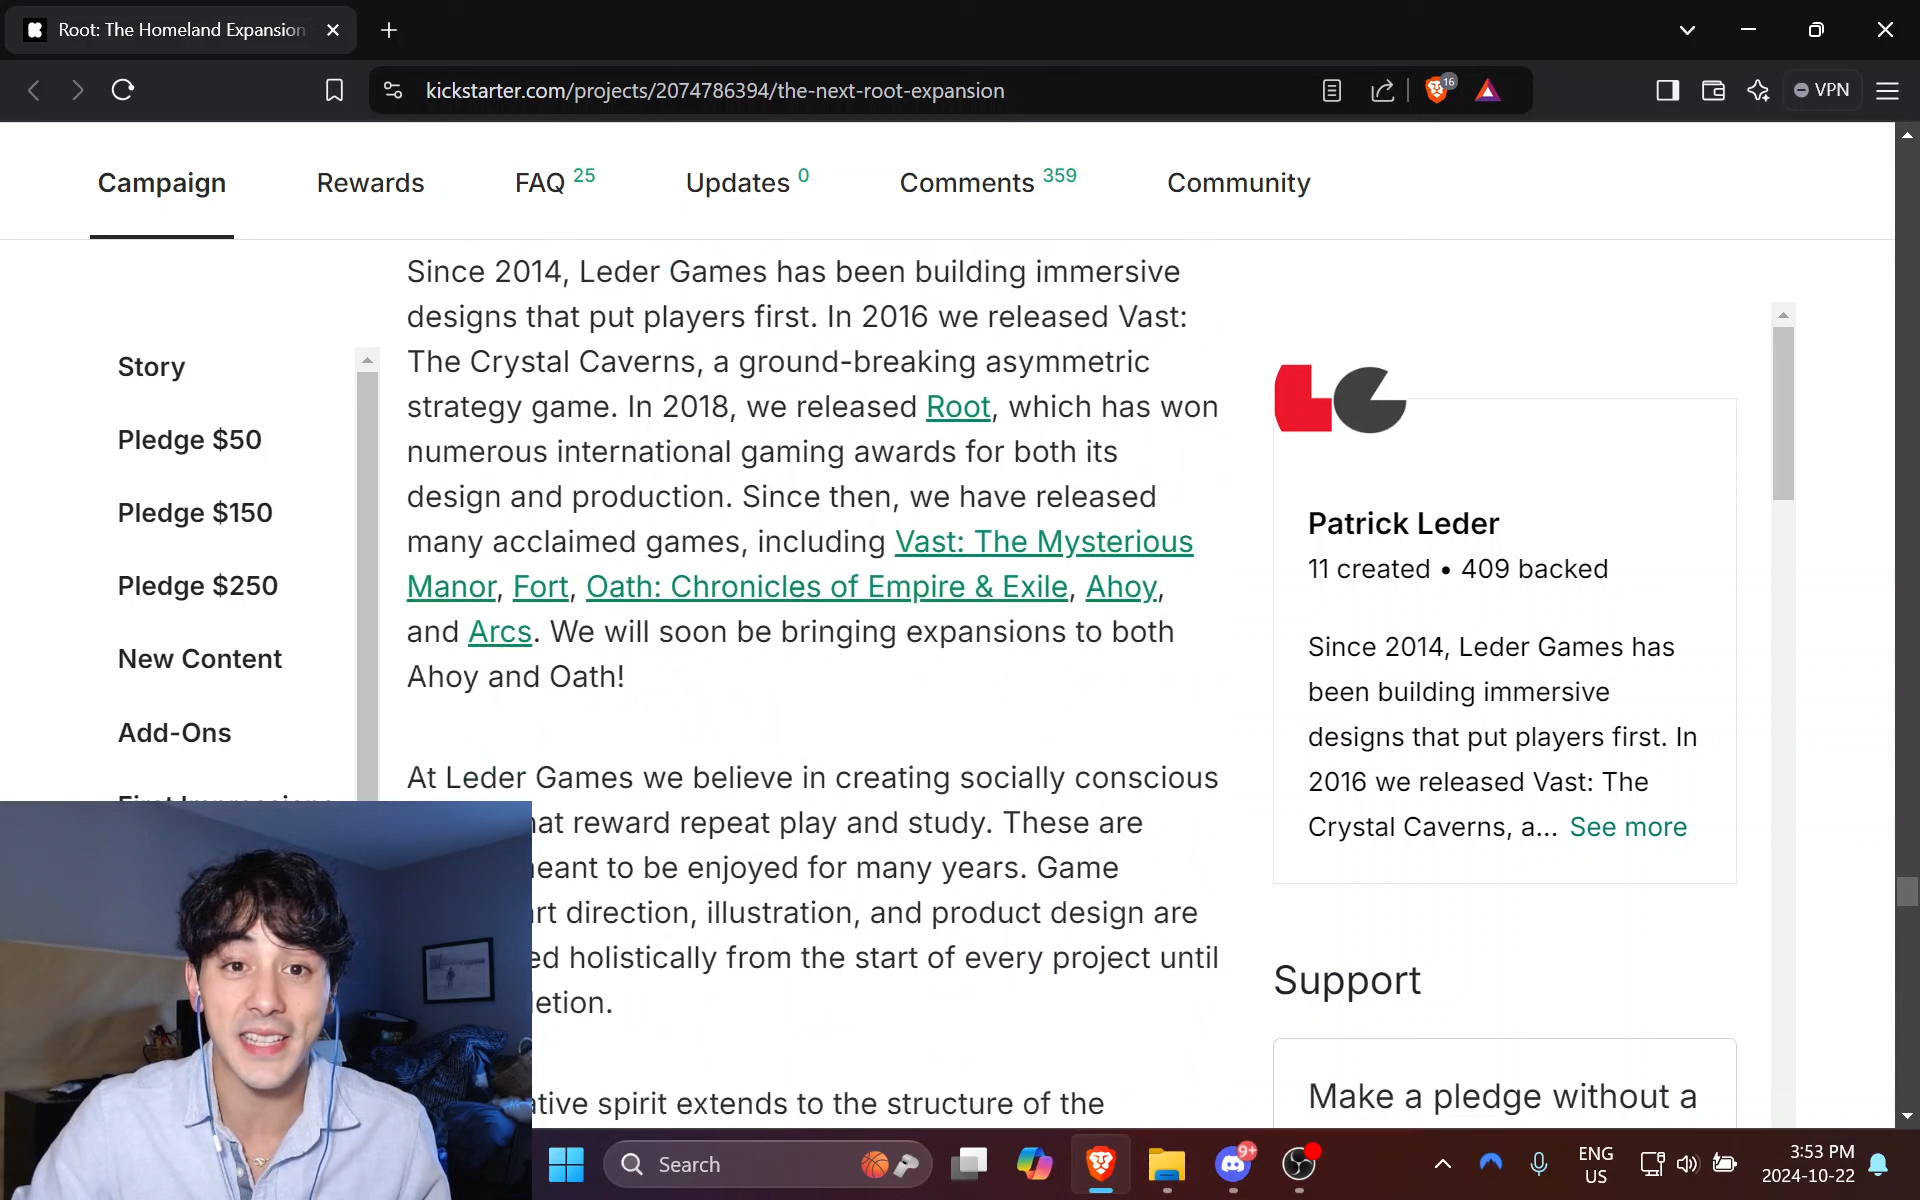 Root: The Homeland Expansion
kickstarter.com/projects/2074786394/the-next-root-expansion
16
VPN
Campaign
Rewards
FAQ 25
Updates 0
Comments 359
Community
Story
Pledge $50
Pledge $150
Pledge $250
New Content
Add-Ons
Since 2014, Leder Games has been building immersive
designs that put players first. In 2016 we released Vast:
The Crystal Caverns, a ground-breaking asymmetric
strategy game. In 2018, we released Root, which has won
numerous international gaming awards for both its
design and production. Since then, we have released
many acclaimed games, including Vast: The Mysterious
Manor, Fort, Oath: Chronicles of Empire & Exile, Ahoy,
and Arcs. We will soon be bringing expansions to both
Ahoy and Oath!
At Leder Games we believe in creating socially conscious
hat reward repeat play and study. These are
eant to be enjoyed for many years. Game
rt direction, illustration, and product design are
ed holistically from the start of every project until
letion.
ative spirit extends to the structure of the
Patrick Leder
11 created • 409 backed
Since 2014, Leder Games has
been building immersive
designs that put players first. In
2016 we released Vast: The
Crystal Caverns, a... See more
Support
Make a pledge without a
Search
9+
ENG
US
3:53 PM
2024-10-22